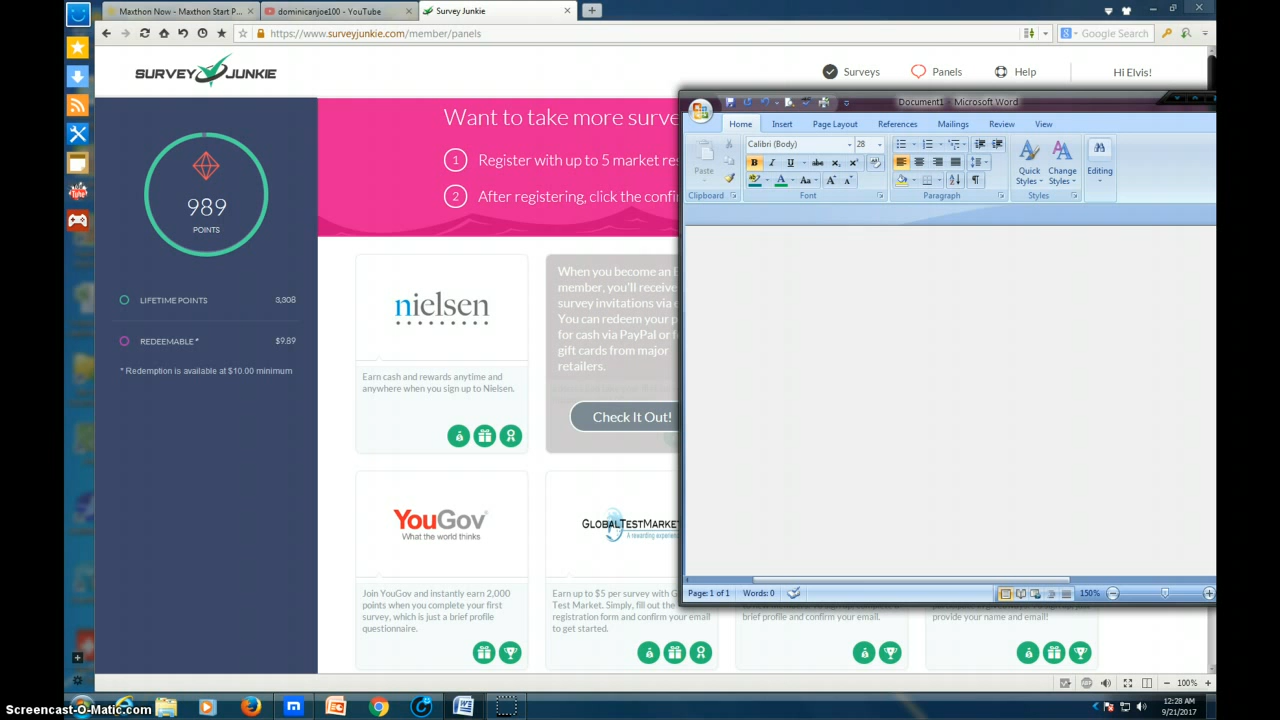 Maxthon Now - Maxthon Start P...
dominicanjoe100 - YouTube
Survey Junkie
https://www.surveyjunkie.com/member/panels
Google Search
SURVEY JUNKIE
Surveys
Panels
Help
Hi Elvis!
989
POINTS
LIFETIME POINTS
3,308
REDEEMABLE *
$9.89
* Redemption is available at $10.00 minimum
Want to take more surve
1 Register with up to 5 market res
2 After registering, click the confi
nielsen
Earn cash and rewards anytime and
anywhere when you sign up to Nielsen.
When you become an E
member, you'll receive
survey invitations via e
You can redeem your p
for cash via PayPal or f
gift cards from major
retailers.
Check It Out!
YouGov
What the world thinks
Join YouGov and instantly earn 2,000
points when you complete your first
survey, which is just a brief profile
questionnaire.
GLOBALTESTMARKET
A rewarding experience
Earn up to $5 per survey with G
Test Market. Simply, fill out the
registration form and confirm your email
to get started.
brief profile and confirm your email.
provide your name and email!
Document1 - Microsoft Word
Home
Insert
Page Layout
References
Mailings
Review
View
Paste
Clipboard
Calibri (Body)
28
B I U abc x₂ x²
Font
Paragraph
Quick
Styles
Change
Styles
Styles
Editing
Page: 1 of 1
Words: 0
150%
100%
12:28 AM
9/21/2017
Screencast-O-Matic.com